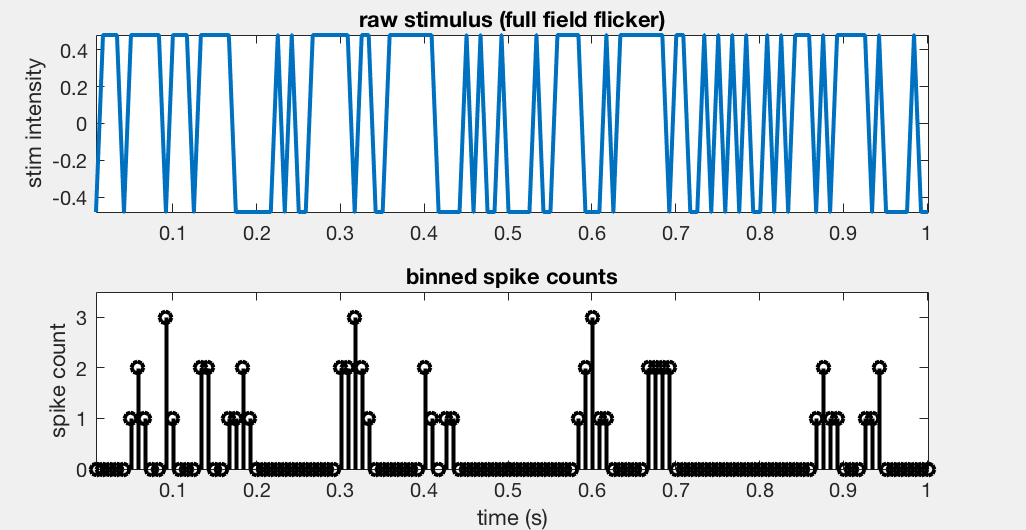 raw stimulus (full field flicker)
stim intensity
0.4
0.2
0
-0.2
-0.4
0.1 0.2 0.3 0.4 0.5 0.6 0.7 0.8 0.9 1
binned spike counts
spike count
3
2
1
0
0.1 0.2 0.3 0.4 0.5 0.6 0.7 0.8 0.9 1
time (s)